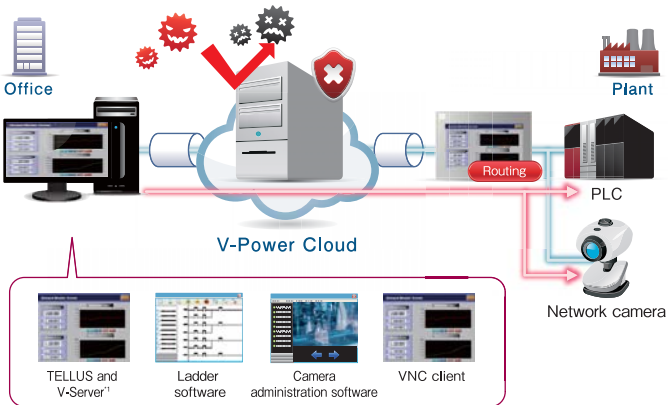 Office
Plant
Routing
PLC
V-Power Cloud
Network camera
TELLUS and
V-Server*1
Ladder
software
Camera
administration software
VNC client